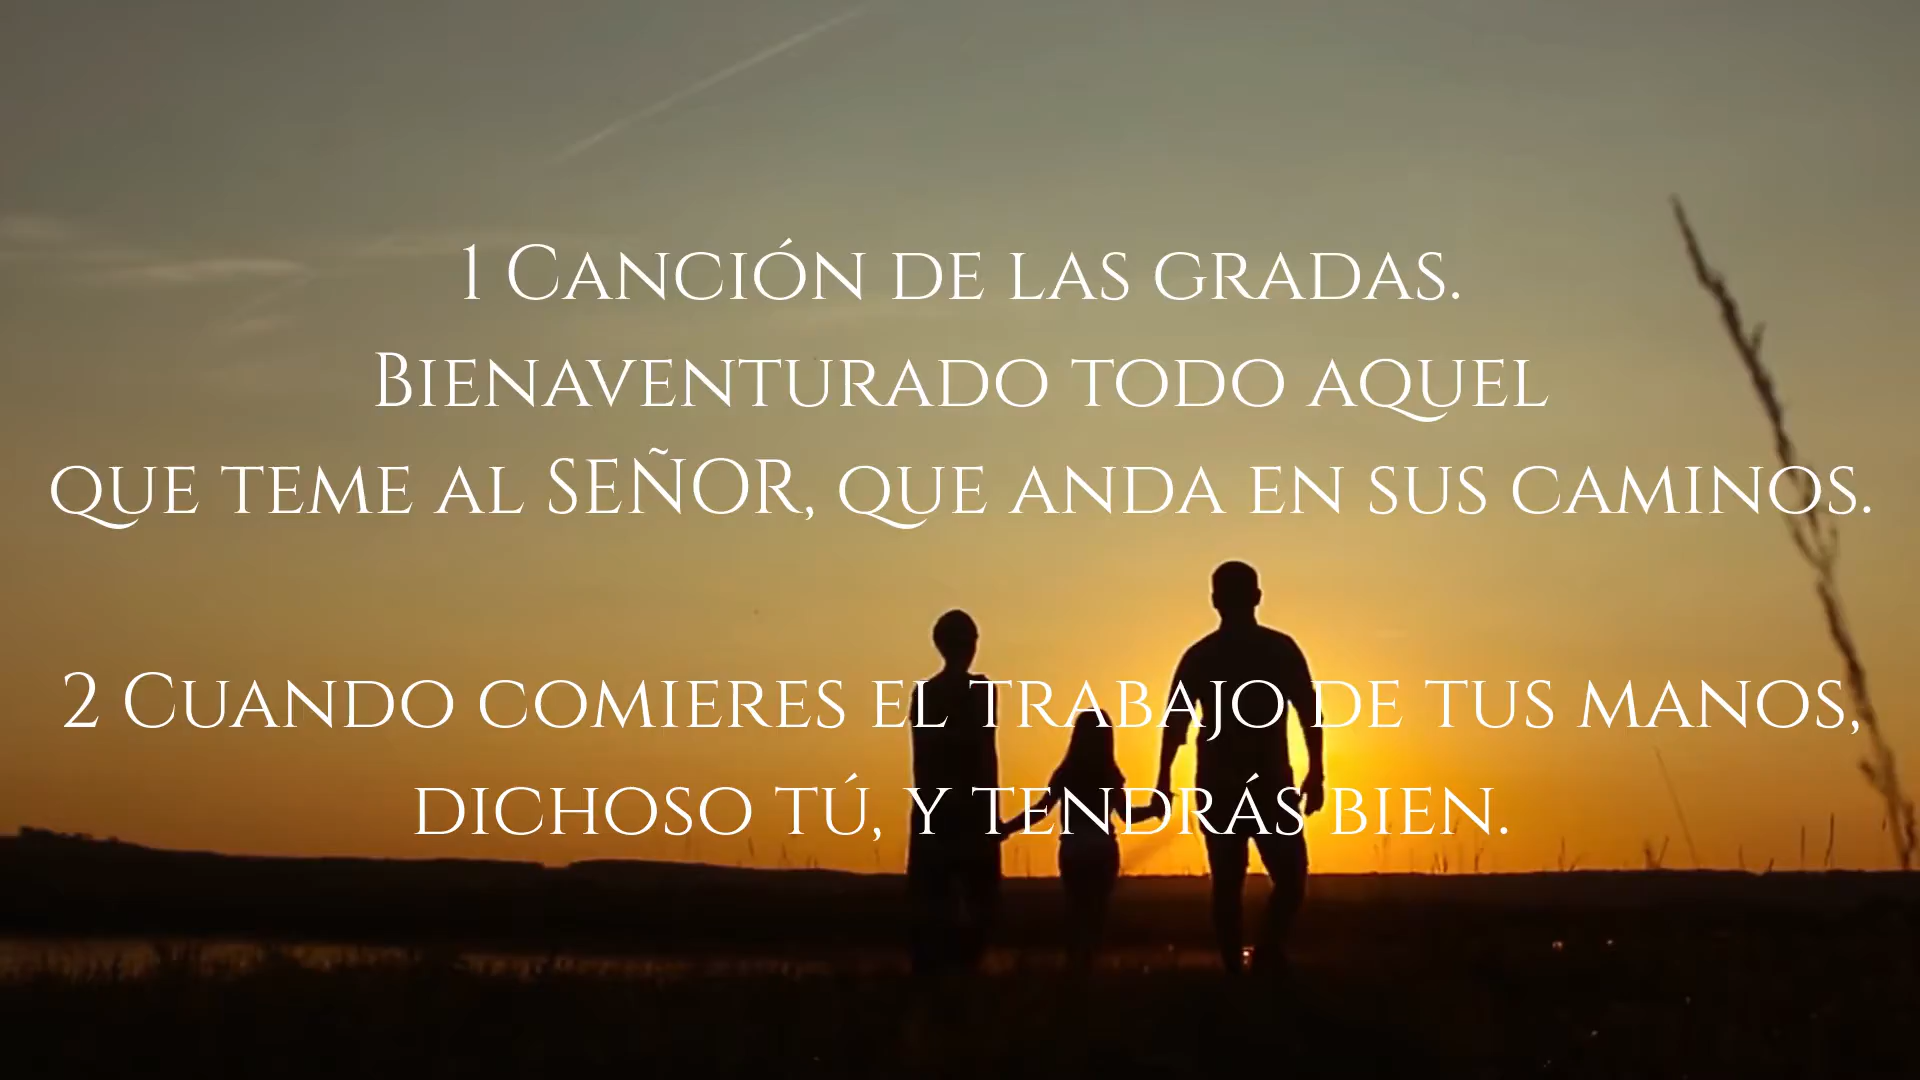 1 Canción de las gradas.
Bienaventurado todo aquel
que teme al SEÑOR, que anda en sus caminos.
2 Cuando comieres el trabajo de tus manos,
dichoso tú, y tendrás bien.